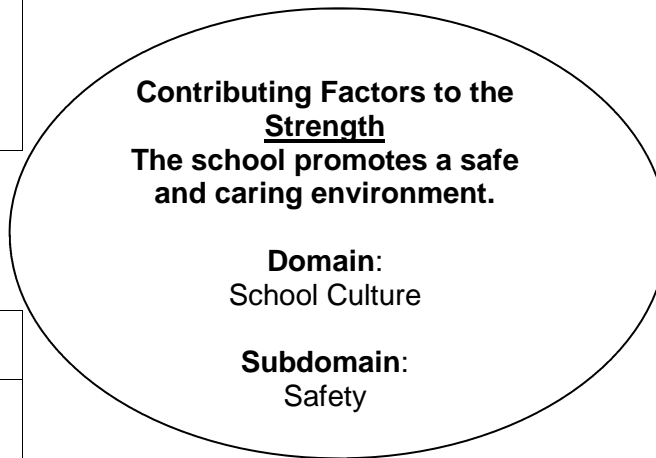 Contributing Factors to the
Strength
The school promotes a safe
and caring environment.
Domain:
School Culture
Subdomain:
Safety